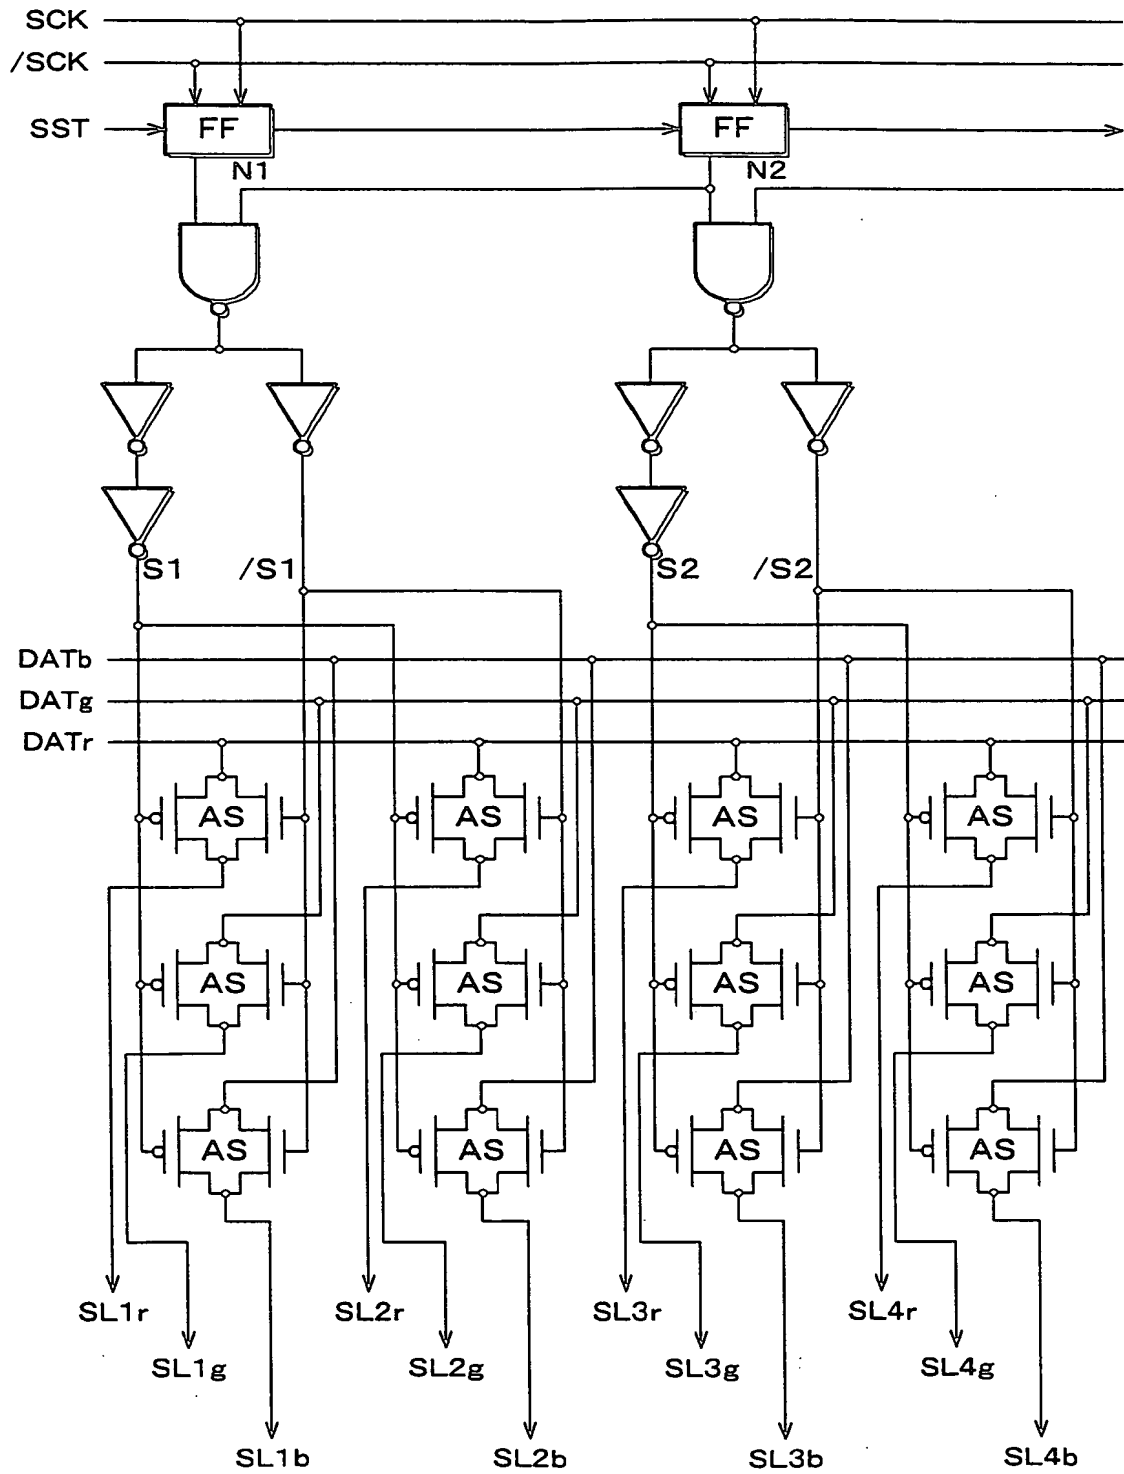 SCK
/SCK
SST
FF
FF
N1
N2
S1
/S1
S2
/S2
DATb
DATg
DATr
AS
AS
AS
AS
AS
AS
AS
AS
AS
AS
AS
AS
SL1r
SL2r
SL3r
SL4r
SL1g
SL2g
SL3g
SL4g
SL1b
SL2b
SL3b
SL4b